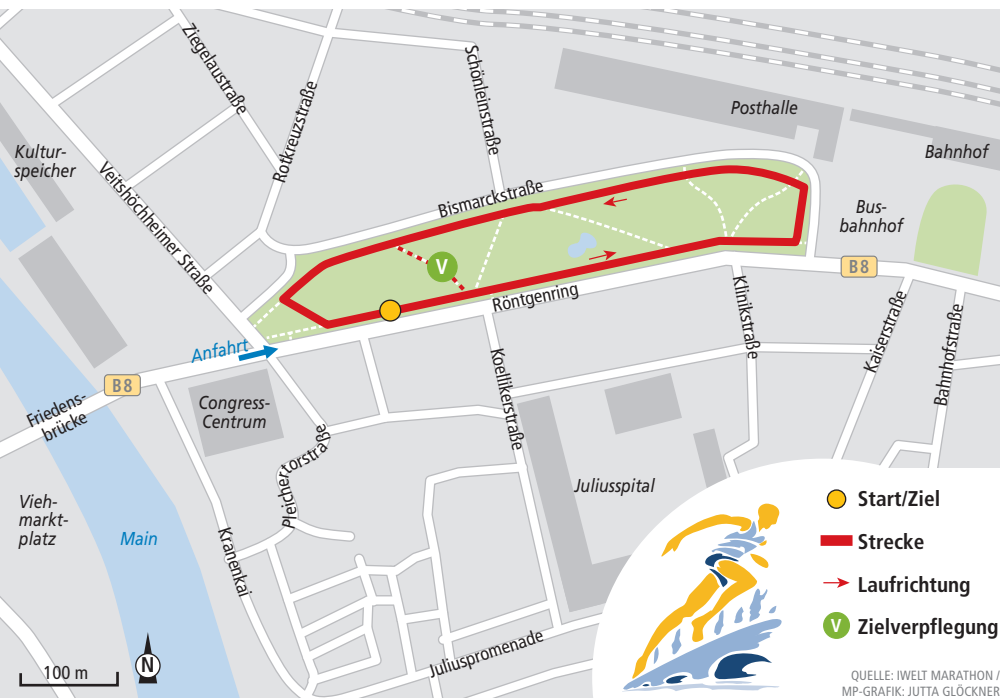 Ziegelaustraße
Rotkreuzstraße
Schönleinstraße
Posthalle
Bahnhof
Kultur-
speicher
Veitshöchheimer Straße
Bismarckstraße
Bus-
bahnhof
V
B8
Röntgenring
Klinikstraße
Kaiserstraße
Bahnhofstraße
Anfahrt
B8
Friedens-
brücke
Congress-
Centrum
Koellikerstraße
Pleichertorstraße
Juliusspital
Vieh-
markt-
platz
Main
Kranenkai
Juliuspromenade
100 m
N
Start/Ziel
Strecke
Laufrichtung
V Zielverpflegung
QUELLE: IWELT MARATHON /
MP-GRAFIK: JUTTA GLÖCKNER